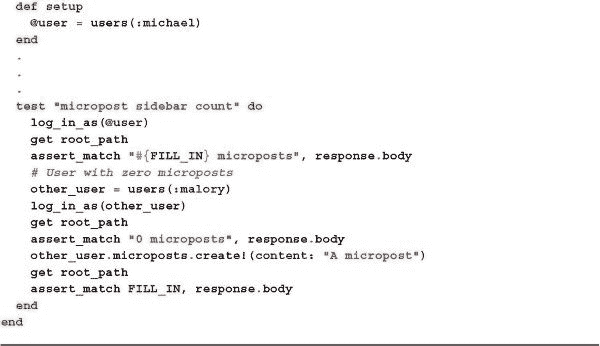 def setup
@user = users(:michael)
end
.
.
.
test "micropost sidebar count" do
log_in_as(@user)
get root_path
assert_match "#{FILL_IN} microposts", response.body
# User with zero microposts
other_user = users(:malory)
log_in_as(other_user)
get root_path
assert_match "0 microposts", response.body
other_user.microposts.create!(content: "A micropost")
get root_path
assert_match FILL_IN, response.body
end
end